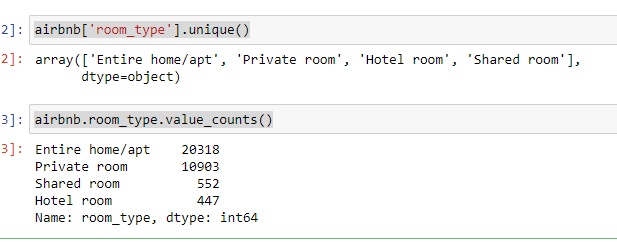 2]: airbnb['room_type'].unique()
2]: array(['Entire home/apt', 'Private room', 'Hotel room', 'Shared room'],
dtype=object)
3]: airbnb.room_type.value_counts()
3]: Entire home/apt    20318
Private room       10903
Shared room          552
Hotel room           447
Name: room_type, dtype: int64